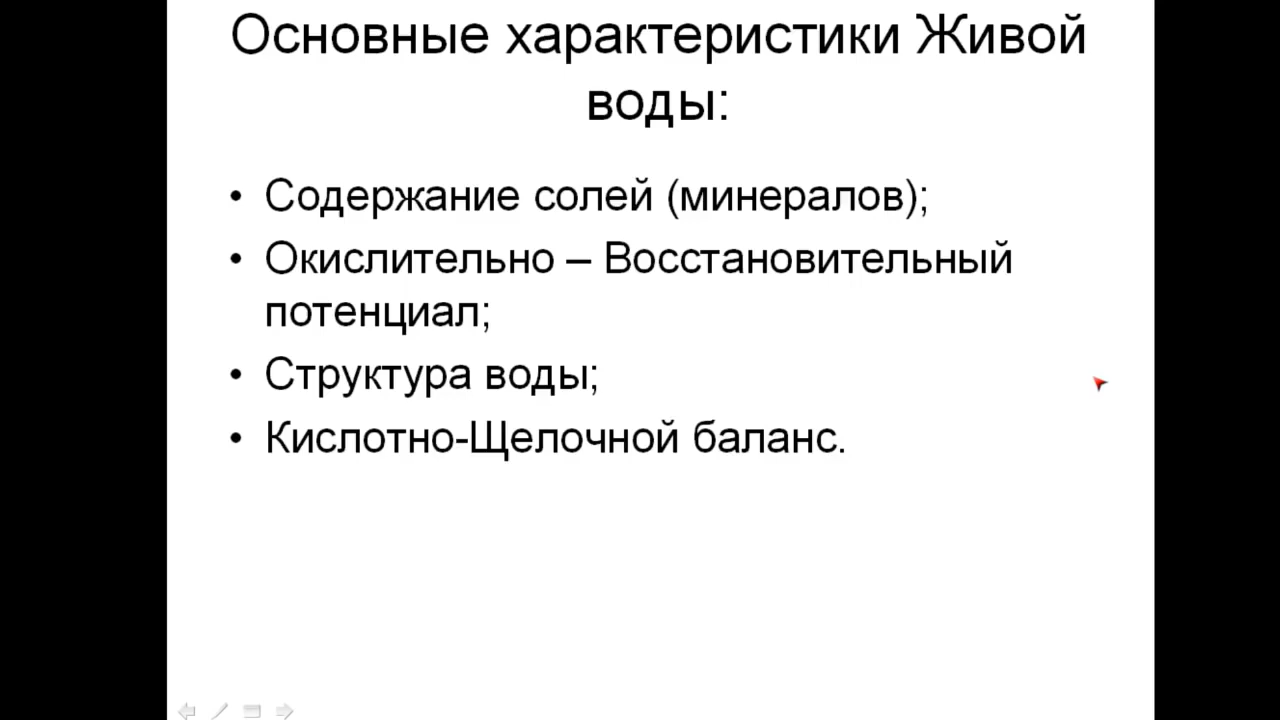 Основные характеристики Живой
воды:
• Содержание солей (минералов);
• Окислительно – Восстановительный
потенциал;
• Структура воды;
• Кислотно-Щелочной баланс.